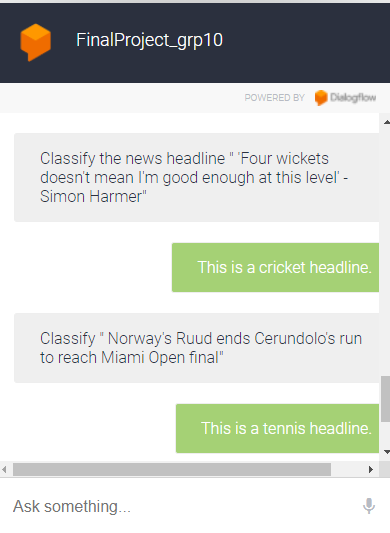 FinalProject_grp10
POWERED BY Dialogflow
Classify the news headline " 'Four wickets
doesn't mean I'm good enough at this level' -
Simon Harmer"
This is a cricket headline.
Classify " Norway's Ruud ends Cerundolo's run
to reach Miami Open final"
This is a tennis headline.
Ask something...